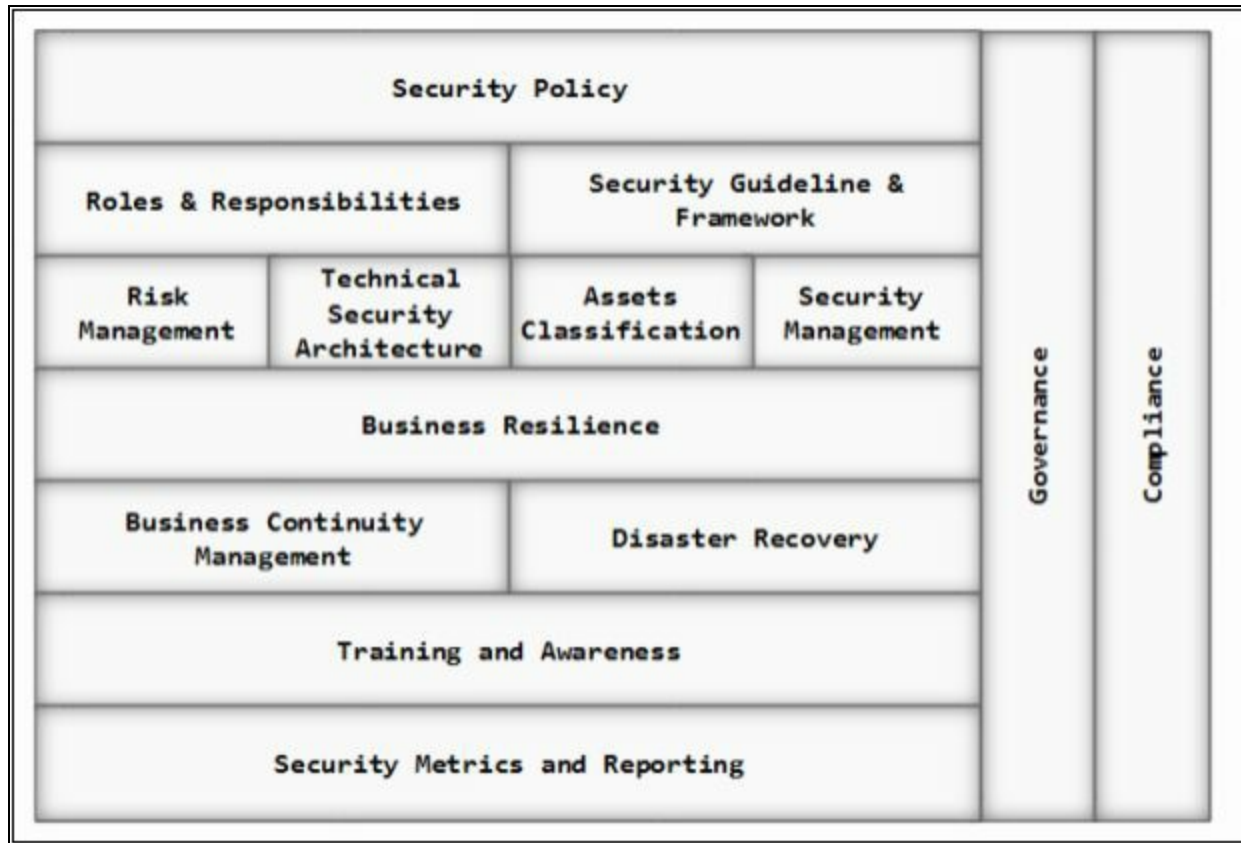 Security Policy
Roles & Responsibilities
Security Guideline &
Framework
Risk
Management
Technical
Security
Architecture
Assets
Classification
Security
Management
Business Resilience
Business Continuity
Management
Disaster Recovery
Training and Awareness
Security Metrics and Reporting
Governance
Compliance